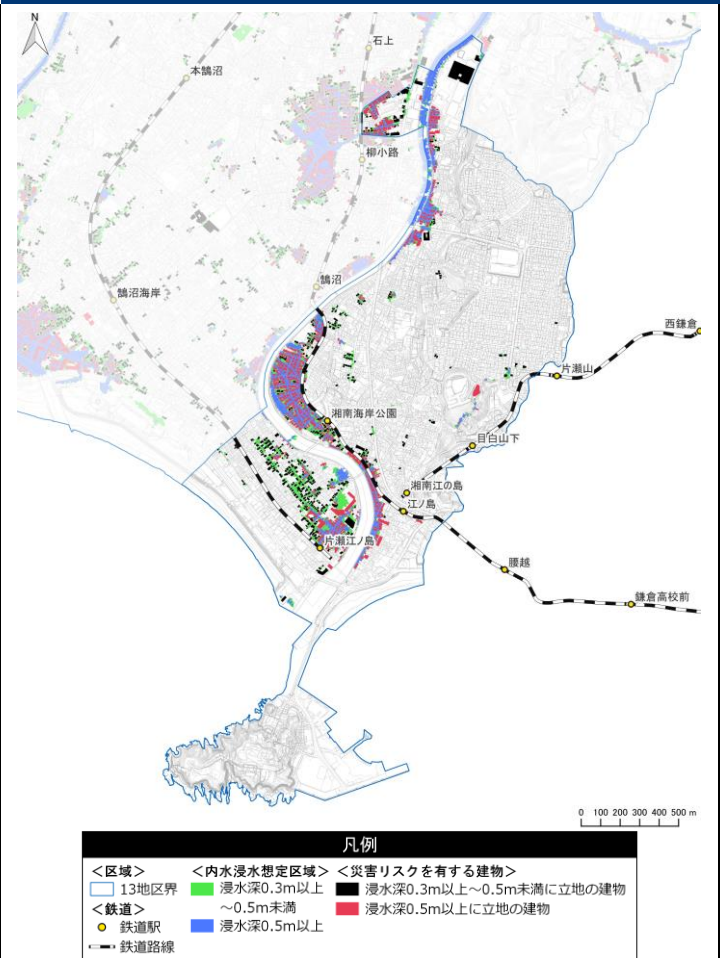 N
石上
本鵠沼
柳小路
鵠沼
鵠沼海岸
西鎌倉
片瀬山
湘南海岸公園
目白山下
湘南江の島
江ノ島
片瀬江ノ島
腰越
鎌倉高校前
0 100 200 300 400 500 m
凡例
<区域>
13地区界
<鉄道>
鉄道駅
鉄道路線
<内水浸水想定区域>
浸水深0.3m以上
～0.5m未満
浸水深0.5m以上
<災害リスクを有する建物>
浸水深0.3m以上～0.5m未満に立地の建物
浸水深0.5m以上に立地の建物